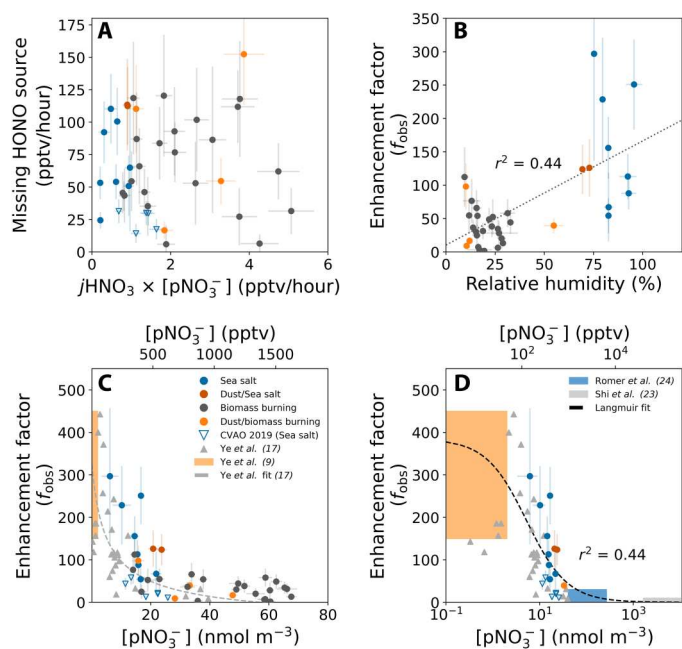 A
Missing HONO source
(pptv/hour)
175
150
125
100
75
50
25
0
0
2
4
6
jHNO₃ × [pNO₃⁻] (pptv/hour)
B
Enhancement factor
(fobs)
350
300
250
200
150
100
50
0
r² = 0.44
0
25
50
75
100
Relative humidity (%)
[pNO₃⁻] (pptv)
0
500
1000
1500
C
Enhancement factor
(fobs)
500
400
300
200
100
0
Sea salt
Dust/Sea salt
Biomass burning
Dust/biomass burning
CVAO 2019 (Sea salt)
Ye et al. (17)
Ye et al. (9)
Ye et al. fit (17)
0
20
40
60
[pNO₃⁻] (nmol m⁻³)
[pNO₃⁻] (pptv)
10²
10⁴
D
Enhancement factor
(fobs)
500
400
300
200
100
0
Romer et al. (24)
Shi et al. (23)
Langmuir fit
r² = 0.44
10⁻¹
10¹
10³
[pNO₃⁻] (nmol m⁻³)